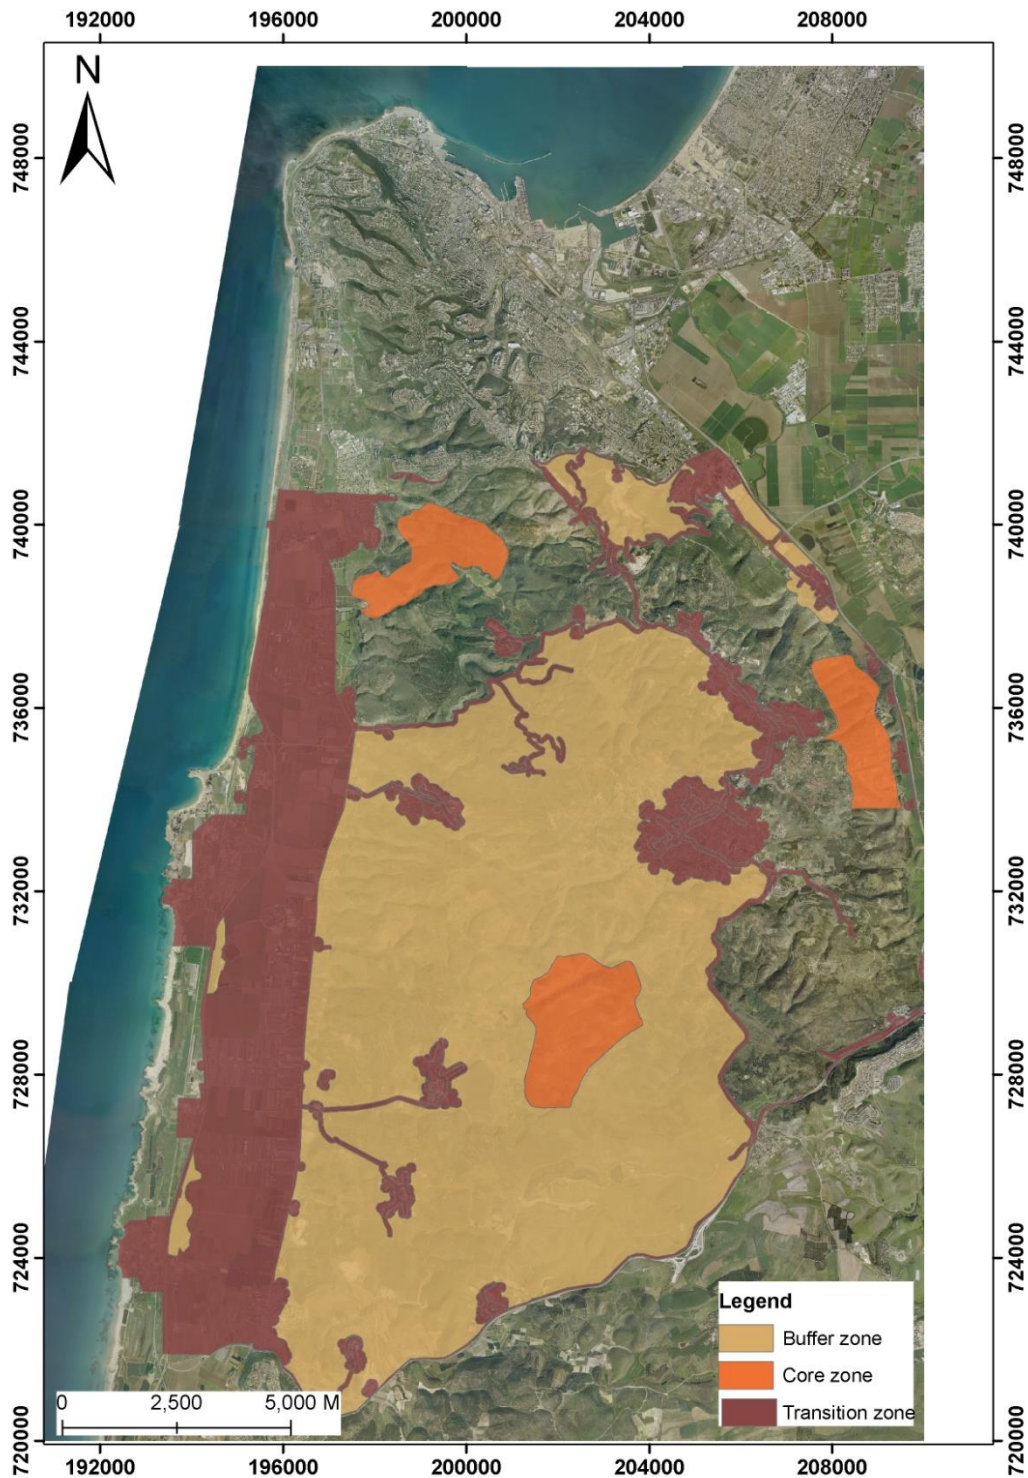 192000 196000 200000 204000 208000
N
748000 748000
744000 744000
740000 740000
736000 736000
732000 732000
728000 728000
724000 724000
Legend
Buffer zone
Core zone
Transition zone
0 2,500 5,000 M
720000 720000
192000 196000 200000 204000 208000